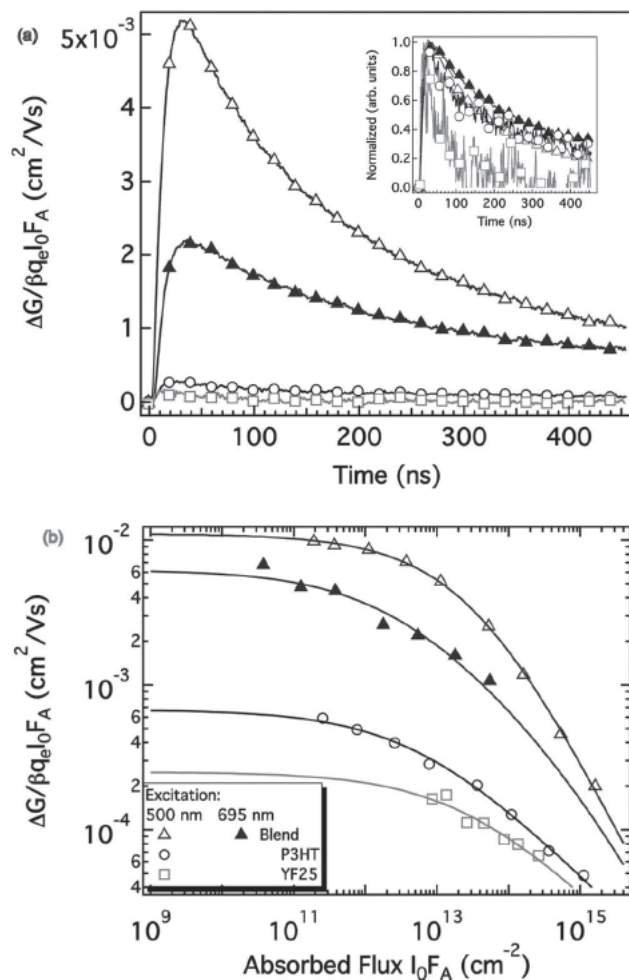 (a)
5x10⁻³
4
3
2
1
0
ΔG/βqₑI₀F_A (cm²/Vs)
0
100
200
300
400
Time (ns)
Normalized (arb. units)
1.0
0.8
0.6
0.4
0.2
0.0
0 100 200 300 400
Time (ns)
(b)
ΔG/βqₑI₀F_A (cm²/Vs)
10⁻²
6
4
2
10⁻³
6
4
2
10⁻⁴
6
4
Excitation:
500 nm 695 nm
Blend
P3HT
YF25
10⁹ 10¹¹ 10¹³ 10¹⁵
Absorbed Flux I₀F_A (cm⁻²)